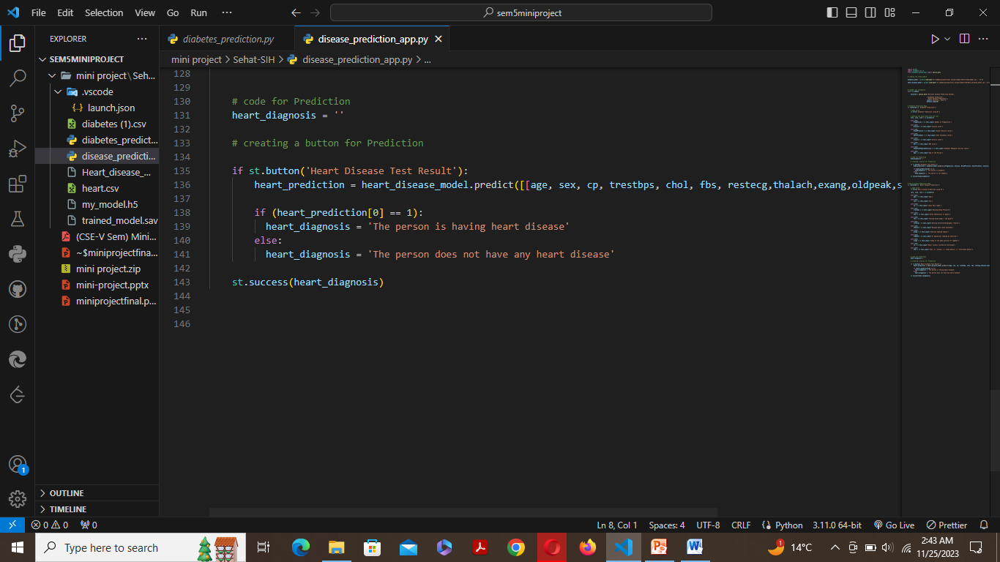 File Edit Selection View Go Run ··· sem5miniproject
EXPLORER ···
SEM5MINIPROJECT
mini project\Seh...
.vscode
{..} launch.json
diabetes (1).csv
diabetes_predict...
disease_predicti...
Heart_disease_...
heart.csv
my_model.h5
trained_model.sav
(CSE-V Sem) Mini...
~$miniprojectfina...
mini project.zip
mini-project.pptx
miniprojectfinal.p...
OUTLINE
TIMELINE
diabetes_prediction.py disease_prediction_app.py
mini project > Sehat-SIH > disease_prediction_app.py > ...
128
129
130 # code for Prediction
131 heart_diagnosis = ''
132
133 # creating a button for Prediction
134
135 if st.button('Heart Disease Test Result'):
136 heart_prediction = heart_disease_model.predict([[age, sex, cp, trestbps, chol, fbs, restecg,thalach,exang,oldpeak,s
137
138 if (heart_prediction[0] == 1):
139 heart_diagnosis = 'The person is having heart disease'
140 else:
141 heart_diagnosis = 'The person does not have any heart disease'
142
143 st.success(heart_diagnosis)
144
145
146
1
0 0 0 Ln 8, Col 1 Spaces: 4 UTF-8 CRLF Python 3.11.0 64-bit Go Live Prettier
Type here to search 1 14°C 2:43 AM
11/25/2023